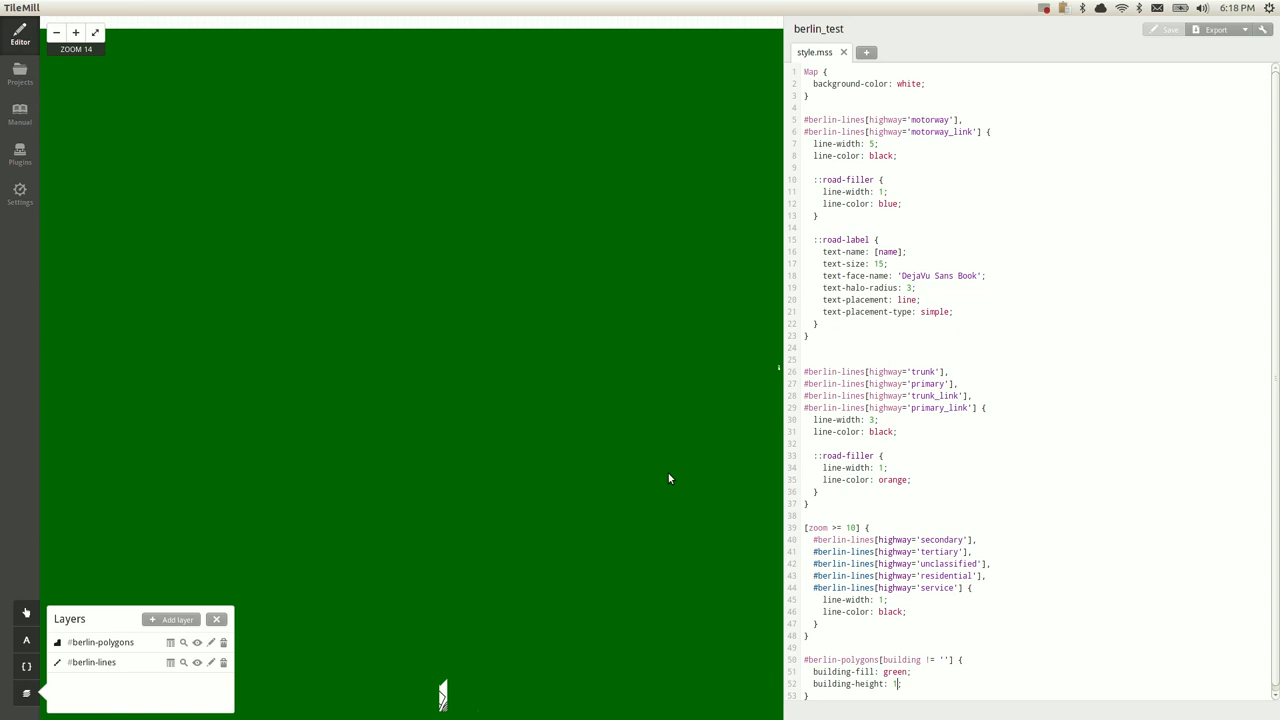 TileMill
6:18 PM
Editor
Projects
Manual
Plugins
Settings
ZOOM 14
Layers
Add layer
#berlin-polygons
#berlin-lines
berlin_test
Save
Export
style.mss
1 Map {
2 background-color: white;
3 }
4
5 #berlin-lines[highway='motorway'],
6 #berlin-lines[highway='motorway_link'] {
7 line-width: 5;
8 line-color: black;
9
10 ::road-filler {
11 line-width: 1;
12 line-color: blue;
13 }
14
15 ::road-label {
16 text-name: [name];
17 text-size: 15;
18 text-face-name: 'DejaVu Sans Book';
19 text-halo-radius: 3;
20 text-placement: line;
21 text-placement-type: simple;
22 }
23 }
24
25
26 #berlin-lines[highway='trunk'],
27 #berlin-lines[highway='primary'],
28 #berlin-lines[highway='trunk_link'],
29 #berlin-lines[highway='primary_link'] {
30 line-width: 3;
31 line-color: black;
32
33 ::road-filler {
34 line-width: 1;
35 line-color: orange;
36 }
37 }
38
39 [zoom >= 10] {
40 #berlin-lines[highway='secondary'],
41 #berlin-lines[highway='tertiary'],
42 #berlin-lines[highway='unclassified'],
43 #berlin-lines[highway='residential'],
44 #berlin-lines[highway='service'] {
45 line-width: 1;
46 line-color: black;
47 }
48 }
49
50 #berlin-polygons[building != ''] {
51 building-fill: green;
52 building-height: 1;
53 }